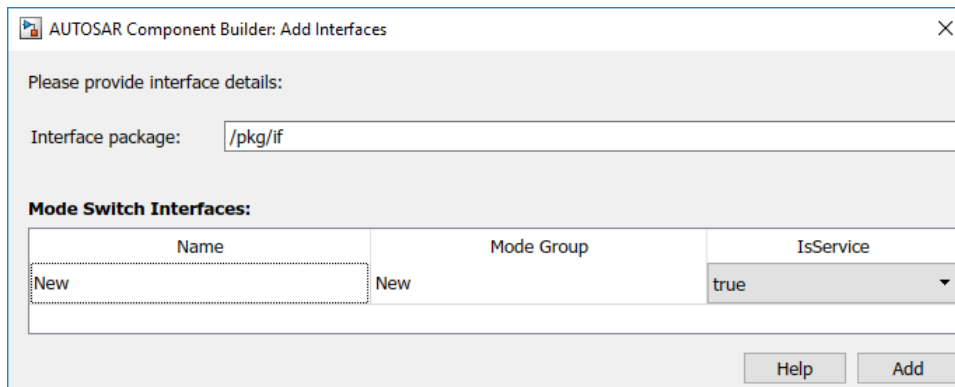 AUTOSAR Component Builder: Add Interfaces
Please provide interface details:
Interface package: /pkg/if
Mode Switch Interfaces:
Name Mode Group IsService
New New true
Help Add